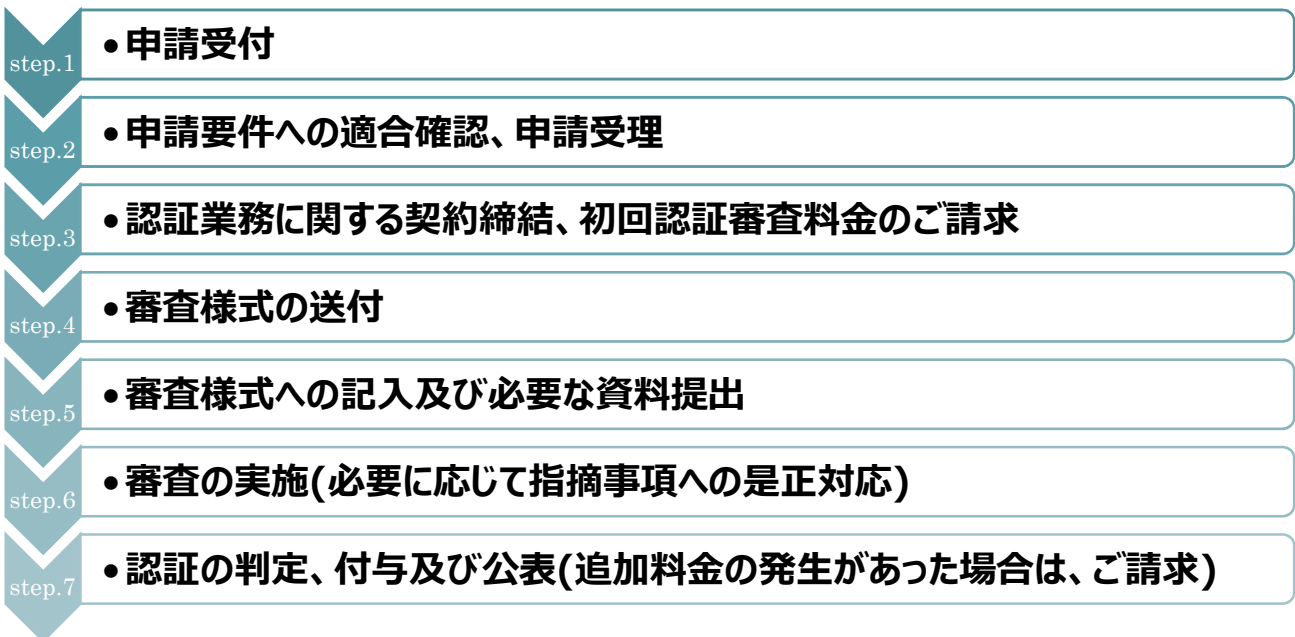 step.1
•申請受付
step.2
•申請要件への適合確認、申請受理
step.3
•認証業務に関する契約締結、初回認証審査料金のご請求
step.4
•審査様式の送付
step.5
•審査様式への記入及び必要な資料提出
step.6
•審査の実施(必要に応じて指摘事項への是正対応)
step.7
•認証の判定、付与及び公表(追加料金の発生があった場合は、ご請求)